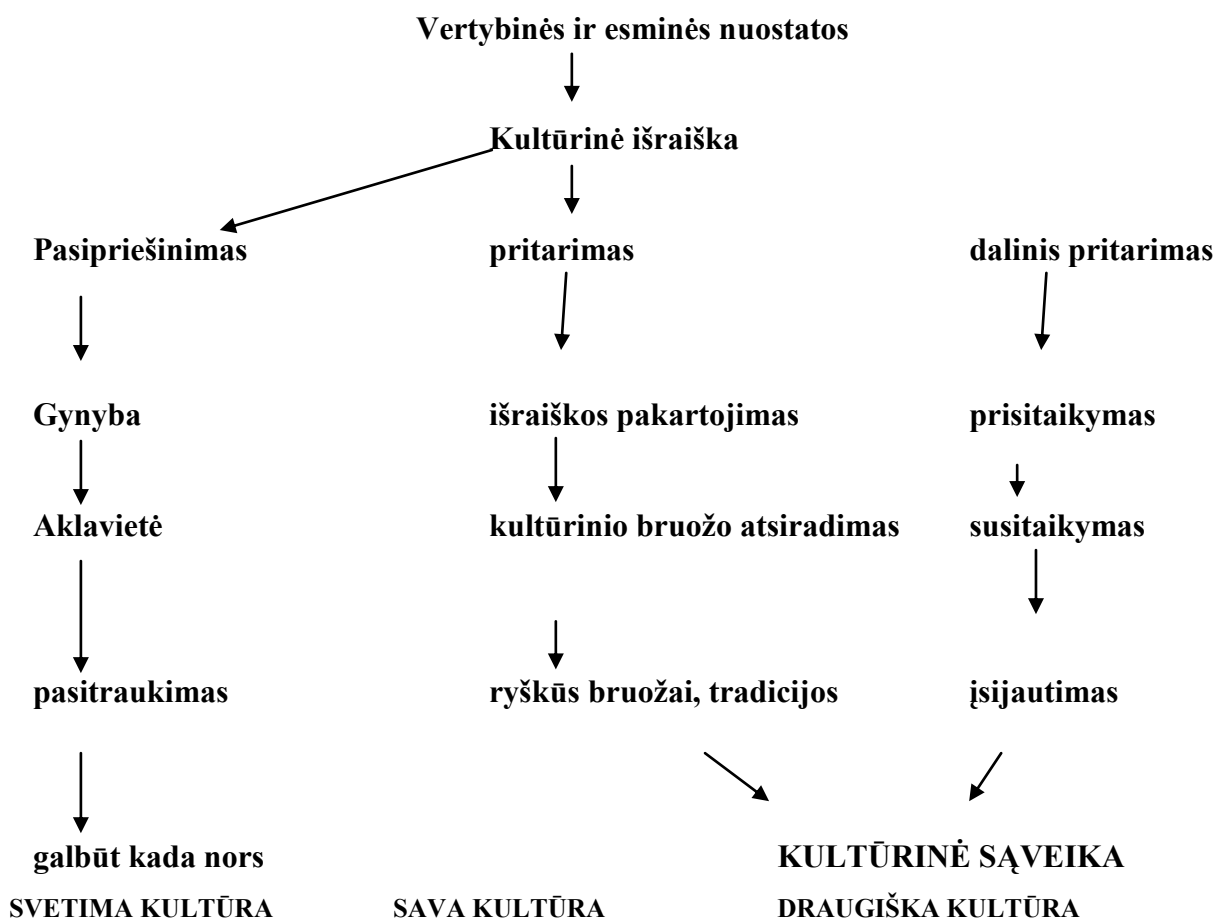 Vertybinės ir esminės nuostatos
Kultūrinė išraiška
Pasipriešinimas pritarimas dalinis pritarimas
Gynyba išraiškos pakartojimas prisitaikymas
Aklavietė kultūrinio bruožo atsiradimas susitaikymas
pasitraukimas ryškūs bruožai, tradicijos įsijautimas
galbūt kada nors KULTŪRINĖ SĄVEIKA
SVETIMA KULTŪRA SAVA KULTŪRA DRAUGIŠKA KULTŪRA